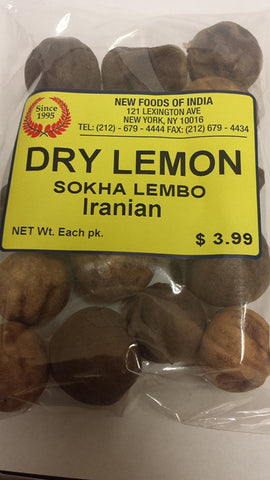 Since
1995
NEW FOODS OF INDIA
121 LEXINGTON AVE
NEW YORK, NY 10016
TEL: (212) - 679 - 4444 FAX: (212) 679 - 4434
DRY LEMON
SOKHA LEMBO
Iranian
NET Wt. Each pk.
$ 3.99